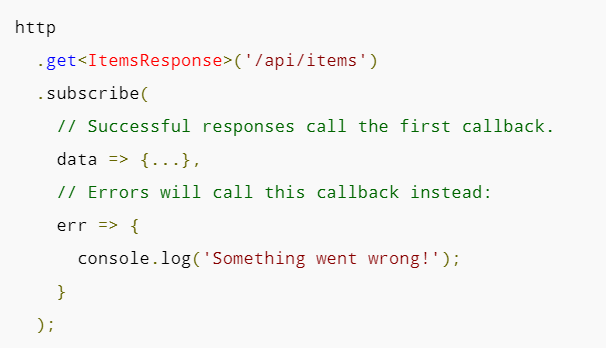 http
  .get<ItemsResponse>('/api/items')
  .subscribe(
    // Successful responses call the first callback.
    data => {...},
    // Errors will call this callback instead:
    err => {
      console.log('Something went wrong!');
    }
  );